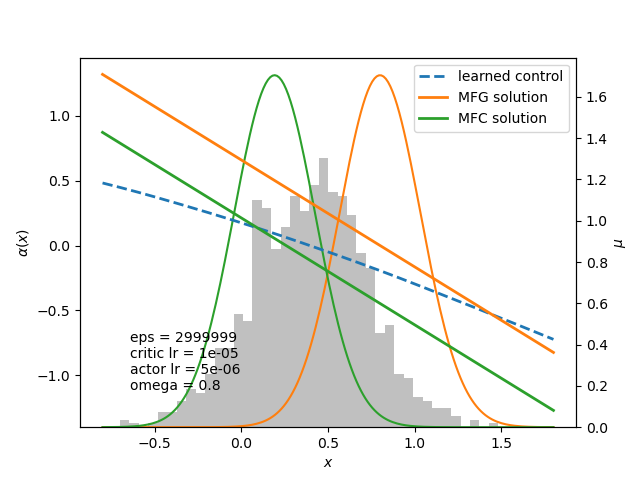 learned control
MFG solution
MFC solution
eps = 2999999
critic lr = 1e-05
actor lr = 5e-06
omega = 0.8
α(x)
1.0
0.5
0.0
−0.5
−1.0
−0.5
0.0
0.5
1.0
1.5
x
1.6
1.4
1.2
1.0
0.8
0.6
0.4
0.2
0.0
μ